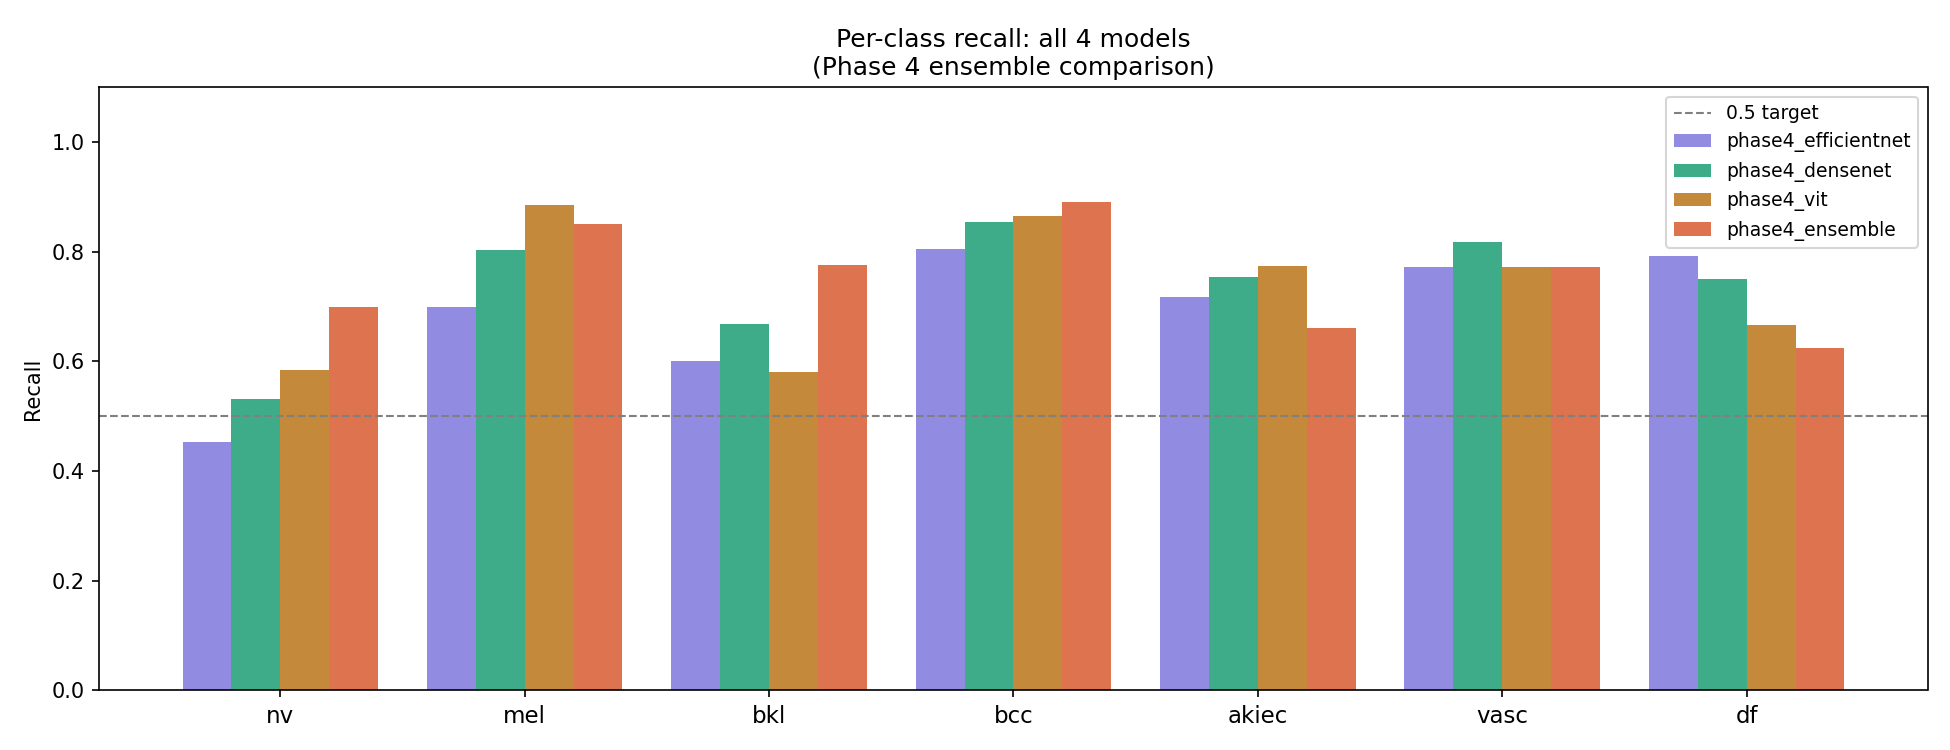 Per-class recall: all 4 models
(Phase 4 ensemble comparison)
Recall
1.0
0.8
0.6
0.4
0.2
0.0
0.5 target
phase4_efficientnet
phase4_densenet
phase4_vit
phase4_ensemble
nv mel bkl bcc akiec vasc df